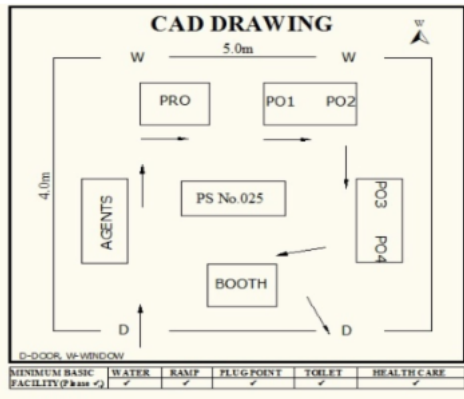 CAD DRAWING
W
W 5.0m W
PRO
PO1 PO2
4.0m
AGENTS
PS No.025
PO3 PO4
BOOTH
D D
D-DOOR, W-WINDOW
MINIMUM BASIC FACILITY(Please ✓) WATER RAMP PLUG POINT TOILET HEALTH CARE
✓ ✓ ✓ ✓ ✓